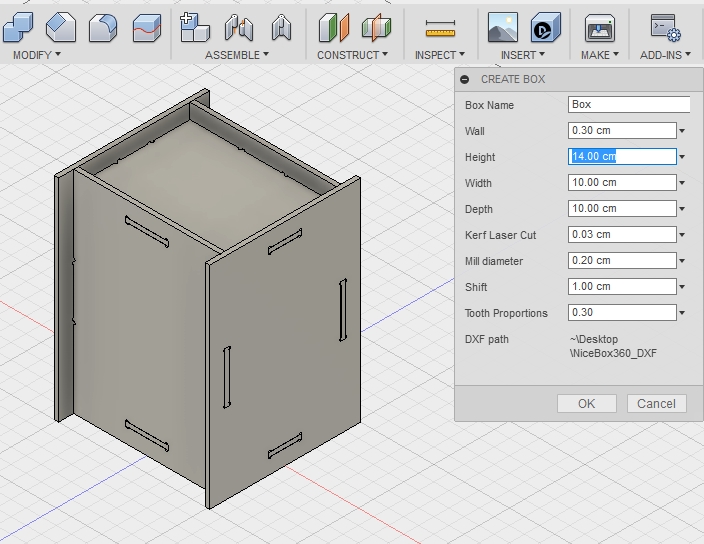 MODIFY ASSEMBLE CONSTRUCT INSPECT INSERT MAKE ADD-INS
CREATE BOX
Box Name Box
Wall 0.30 cm
Height 14.00 cm
Width 10.00 cm
Depth 10.00 cm
Kerf Laser Cut 0.03 cm
Mill diameter 0.20 cm
Shift 1.00 cm
Tooth Proportions 0.30
DXF path ~\Desktop
\NiceBox360_DXF
OK Cancel